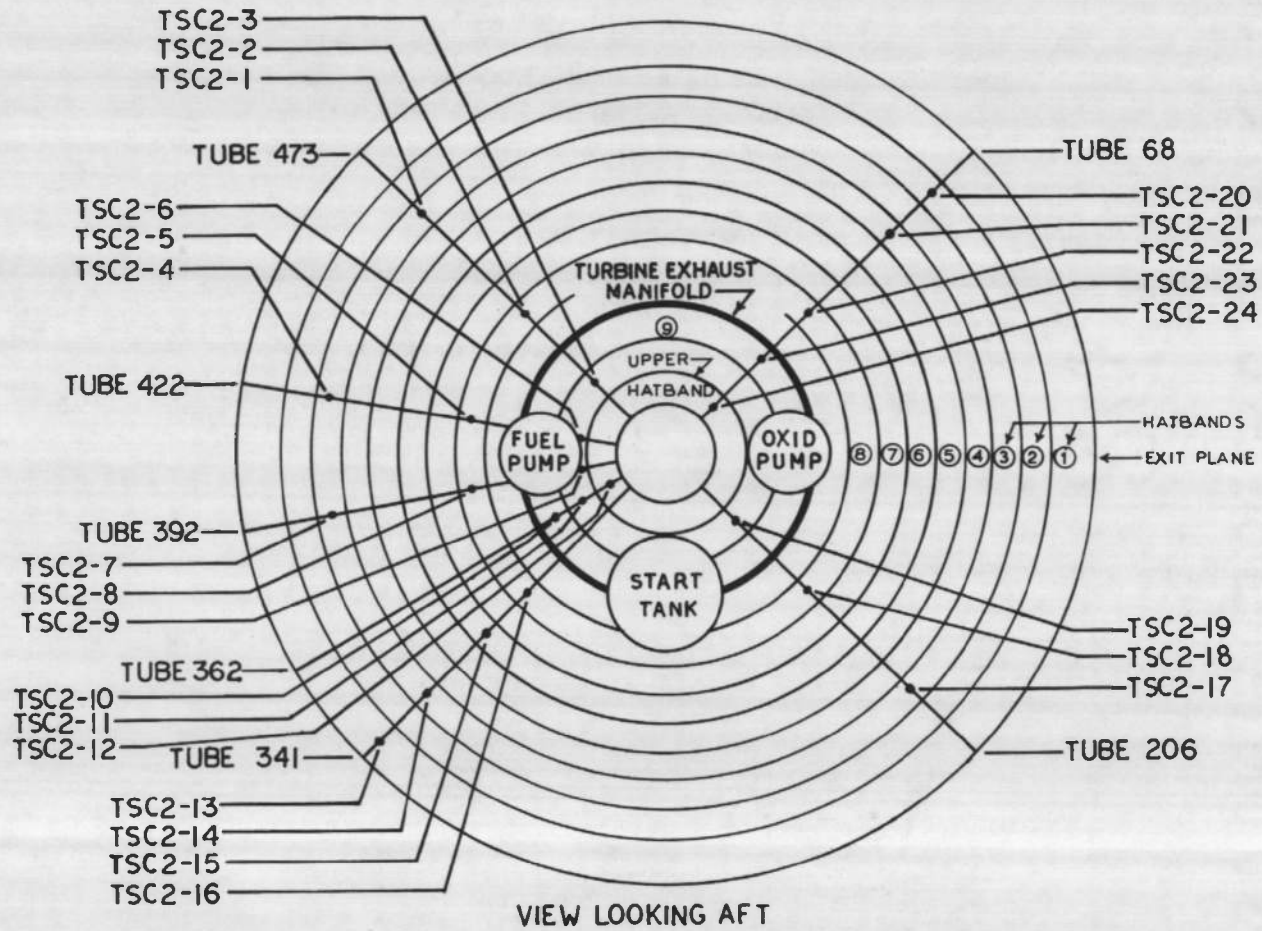 TSC2-3
TSC2-2
TSC2-1
TUBE 473
TUBE 68
TSC2-6
TSC2-5
TSC2-4
TSC2-20
TSC2-21
TSC2-22
TSC2-23
TSC2-24
TURBINE EXHAUST
MANIFOLD
⑨
UPPER
HATBAND
TUBE 422
FUEL
PUMP
OXID
PUMP
⑧ ⑦ ⑥ ⑤ ④ ③ ② ①
HATBANDS
EXIT PLANE
TUBE 392
TSC2-7
TSC2-8
TSC2-9
START
TANK
TUBE 362
TSC2-10
TSC2-11
TSC2-12
TUBE 341
TSC2-19
TSC2-18
TSC2-17
TUBE 206
TSC2-13
TSC2-14
TSC2-15
TSC2-16
VIEW LOOKING AFT